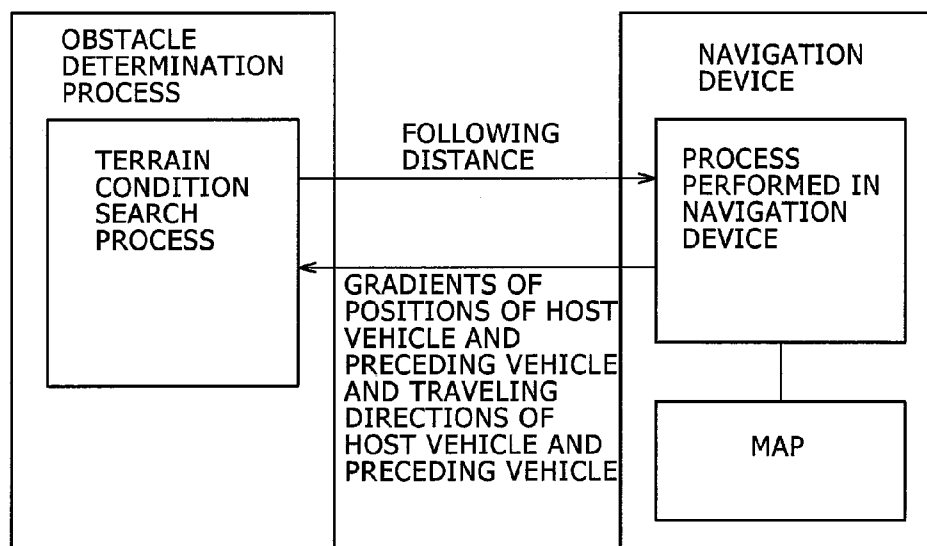 OBSTACLE
DETERMINATION
PROCESS
TERRAIN
CONDITION
SEARCH
PROCESS
FOLLOWING
DISTANCE
GRADIENTS OF
POSITIONS OF HOST
VEHICLE AND
PRECEDING VEHICLE
AND TRAVELING
DIRECTIONS OF
HOST VEHICLE AND
PRECEDING VEHICLE
NAVIGATION
DEVICE
PROCESS
PERFORMED IN
NAVIGATION
DEVICE
MAP